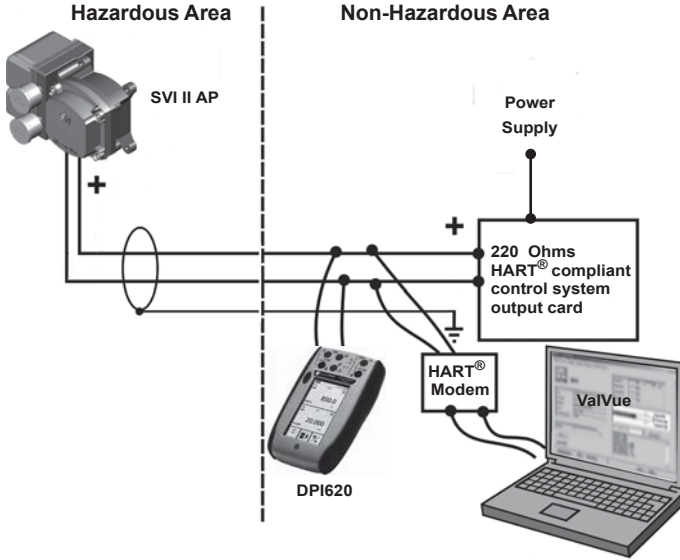 Hazardous Area
Non-Hazardous Area
SVI II AP
Power
Supply
+
+
220 Ohms
HART® compliant
control system
output card
HART®
Modem
ValVue
850.0
20.000
DPI620